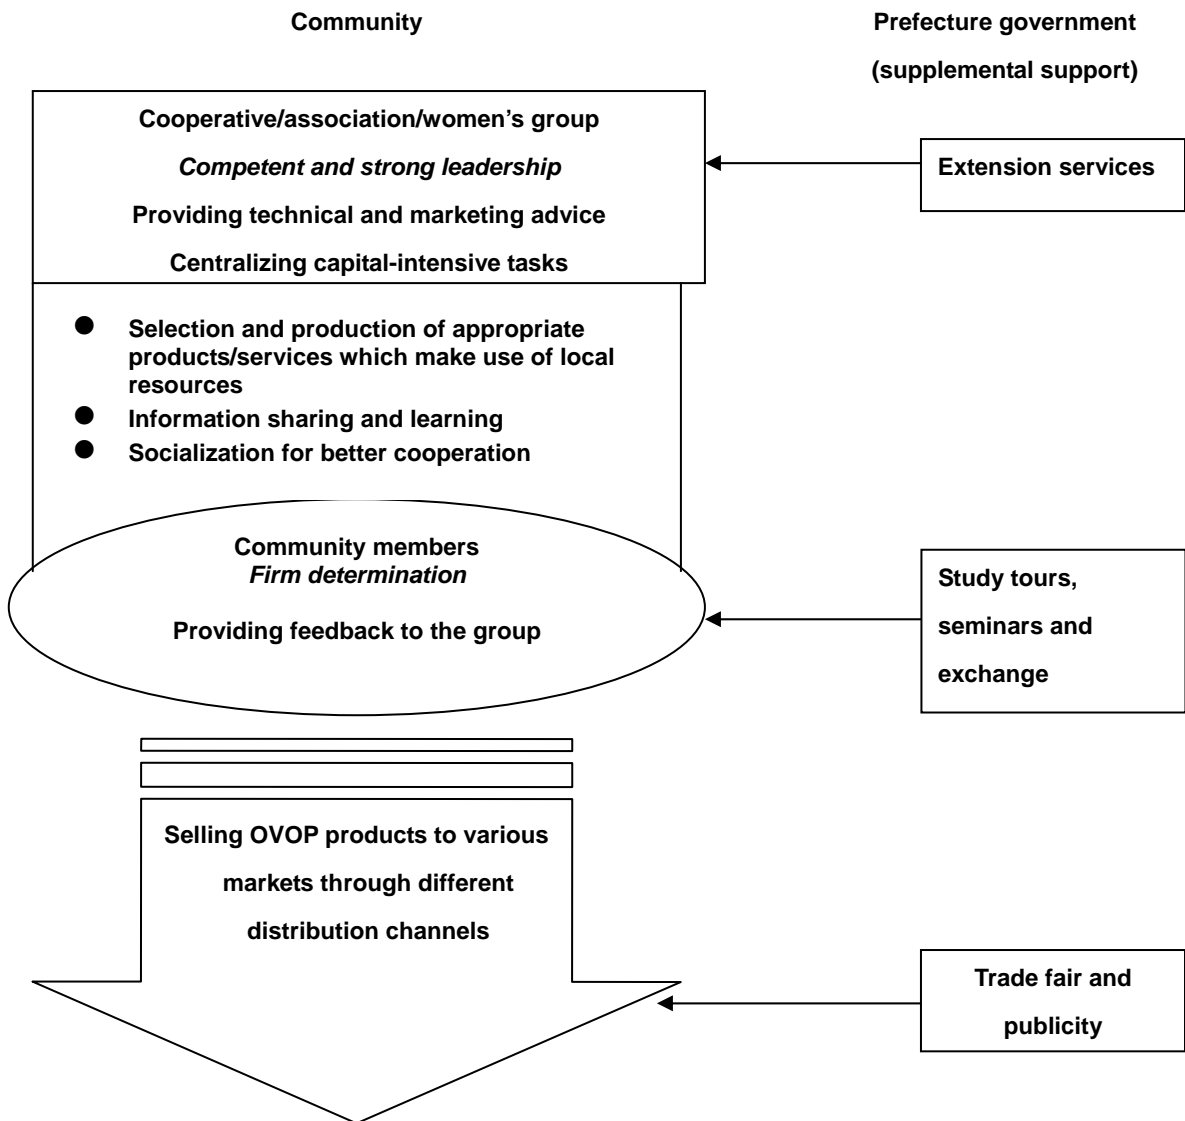 Community
Prefecture government
(supplemental support)
Cooperative/association/women’s group
Competent and strong leadership
Providing technical and marketing advice
Centralizing capital-intensive tasks
Extension services
● Selection and production of appropriate
products/services which make use of local
resources
● Information sharing and learning
● Socialization for better cooperation
Community members
Firm determination
Providing feedback to the group
Study tours,
seminars and
exchange
Selling OVOP products to various
markets through different
distribution channels
Trade fair and
publicity